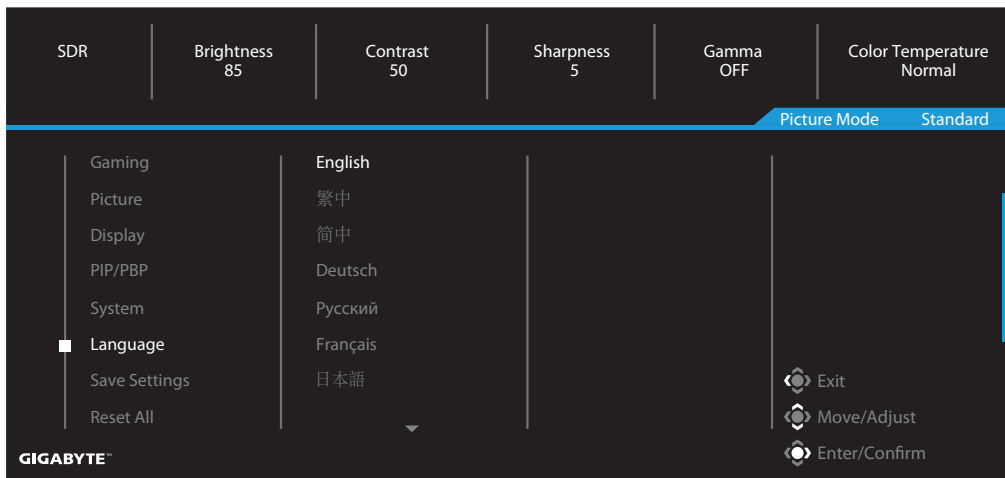 SDR
Brightness
85
Contrast
50
Sharpness
5
Gamma
OFF
Color Temperature
Normal
Picture Mode Standard
Gaming
Picture
Display
PIP/PBP
System
Language
Save Settings
Reset All
English
繁中
简中
Deutsch
Русский
Français
日本語
Exit
Move/Adjust
Enter/Confirm
GIGABYTE™